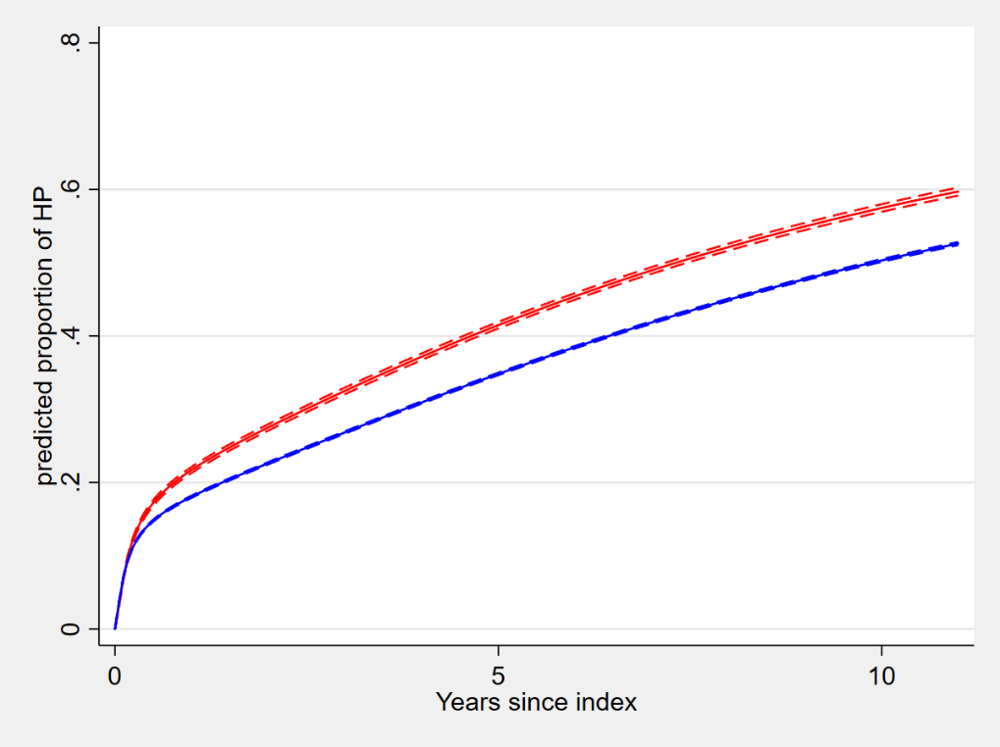 predicted proportion of HP
.8
.6
.4
.2
0
0 5 10
Years since index